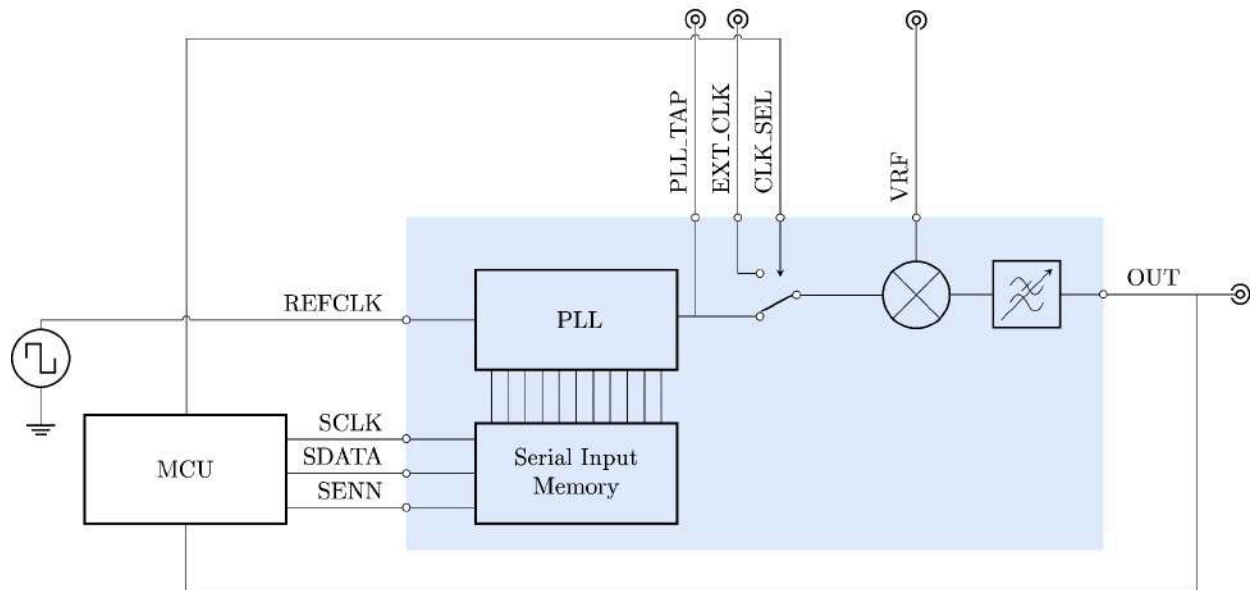 PLL_TAP
EXT_CLK
CLK_SEL
VRF
REFCLK
PLL
OUT
SCLK
SDATA
SENN
MCU
Serial Input
Memory